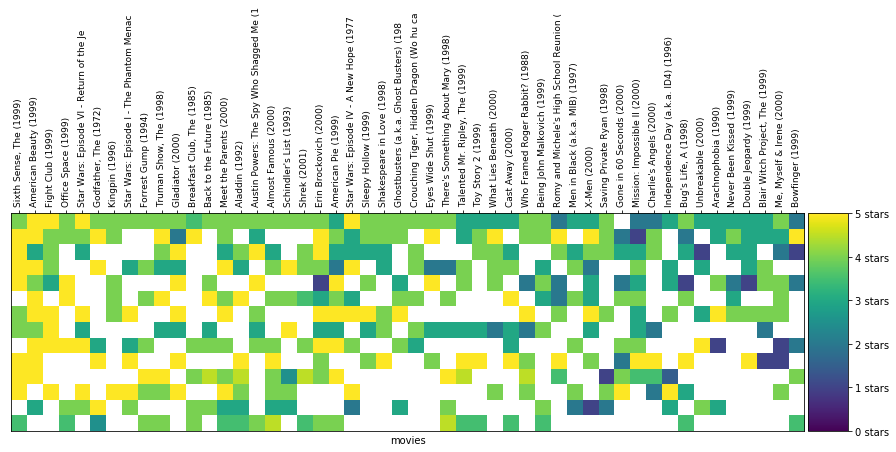 Sixth Sense, The (1999)
American Beauty (1999)
Fight Club (1999)
Office Space (1999)
Star Wars: Episode VI - Return of the Je
Godfather, The (1972)
Kingpin (1996)
Star Wars: Episode I - The Phantom Menac
Forrest Gump (1994)
Truman Show, The (1998)
Gladiator (2000)
Breakfast Club, The (1985)
Back to the Future (1985)
Meet the Parents (2000)
Aladdin (1992)
Austin Powers: The Spy Who Shagged Me (1
Almost Famous (2000)
Schindler's List (1993)
Shrek (2001)
Erin Brockovich (2000)
American Pie (1999)
Star Wars: Episode IV - A New Hope (1977
Sleepy Hollow (1999)
Shakespeare in Love (1998)
Ghostbusters (a.k.a. Ghost Busters) (198
Crouching Tiger, Hidden Dragon (Wo hu ca
Eyes Wide Shut (1999)
There's Something About Mary (1998)
Talented Mr. Ripley, The (1999)
Toy Story 2 (1999)
What Lies Beneath (2000)
Cast Away (2000)
Who Framed Roger Rabbit? (1988)
Being John Malkovich (1999)
Romy and Michele's High School Reunion (
Men in Black (a.k.a. MIB) (1997)
X-Men (2000)
Saving Private Ryan (1998)
Gone in 60 Seconds (2000)
Mission: Impossible II (2000)
Charlie's Angels (2000)
Independence Day (a.k.a. ID4) (1996)
Bug's Life, A (1998)
Unbreakable (2000)
Arachnophobia (1990)
Never Been Kissed (1999)
Double Jeopardy (1999)
Blair Witch Project, The (1999)
Me, Myself & Irene (2000)
Bowfinger (1999)
5 stars
4 stars
3 stars
2 stars
1 stars
0 stars
movies